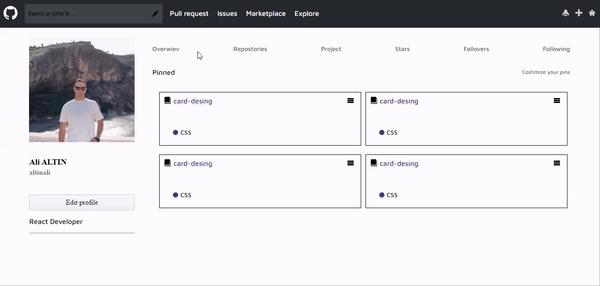 Search or jump to...
Pull request Issues Marketplace Explore
Overwiev Repostories Project Stars Follovers Following
Pinned Costimize your pins
card-desing card-desing
CSS CSS
card-desing card-desing
CSS CSS
Ali ALTIN
altinali
Edit profile
React Developer